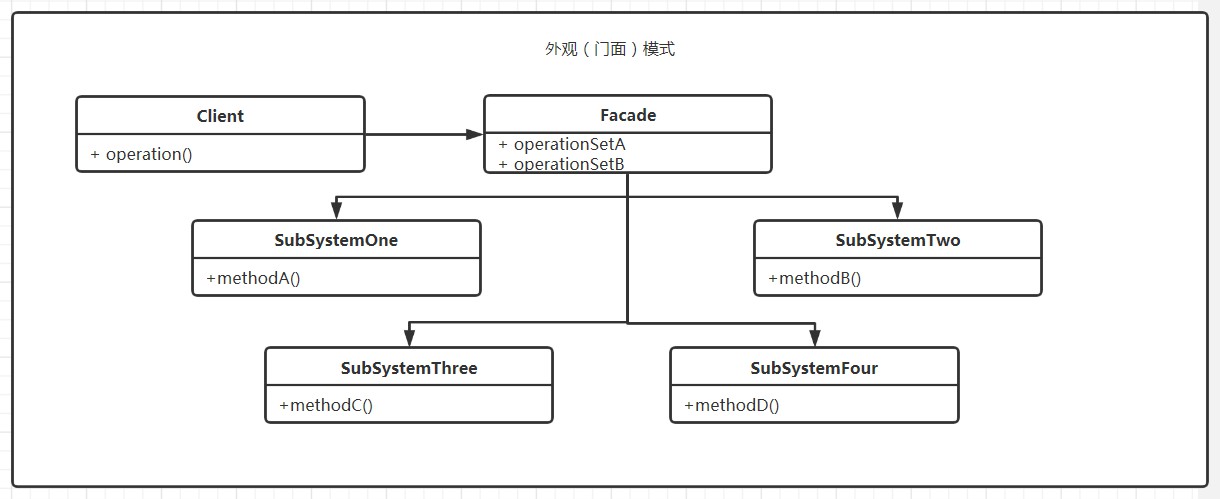 外观（门面）模式
Client
+ operation()
Facade
+ operationSetA
+ operationSetB
SubSystemOne
+methodA()
SubSystemTwo
+methodB()
SubSystemThree
+methodC()
SubSystemFour
+methodD()